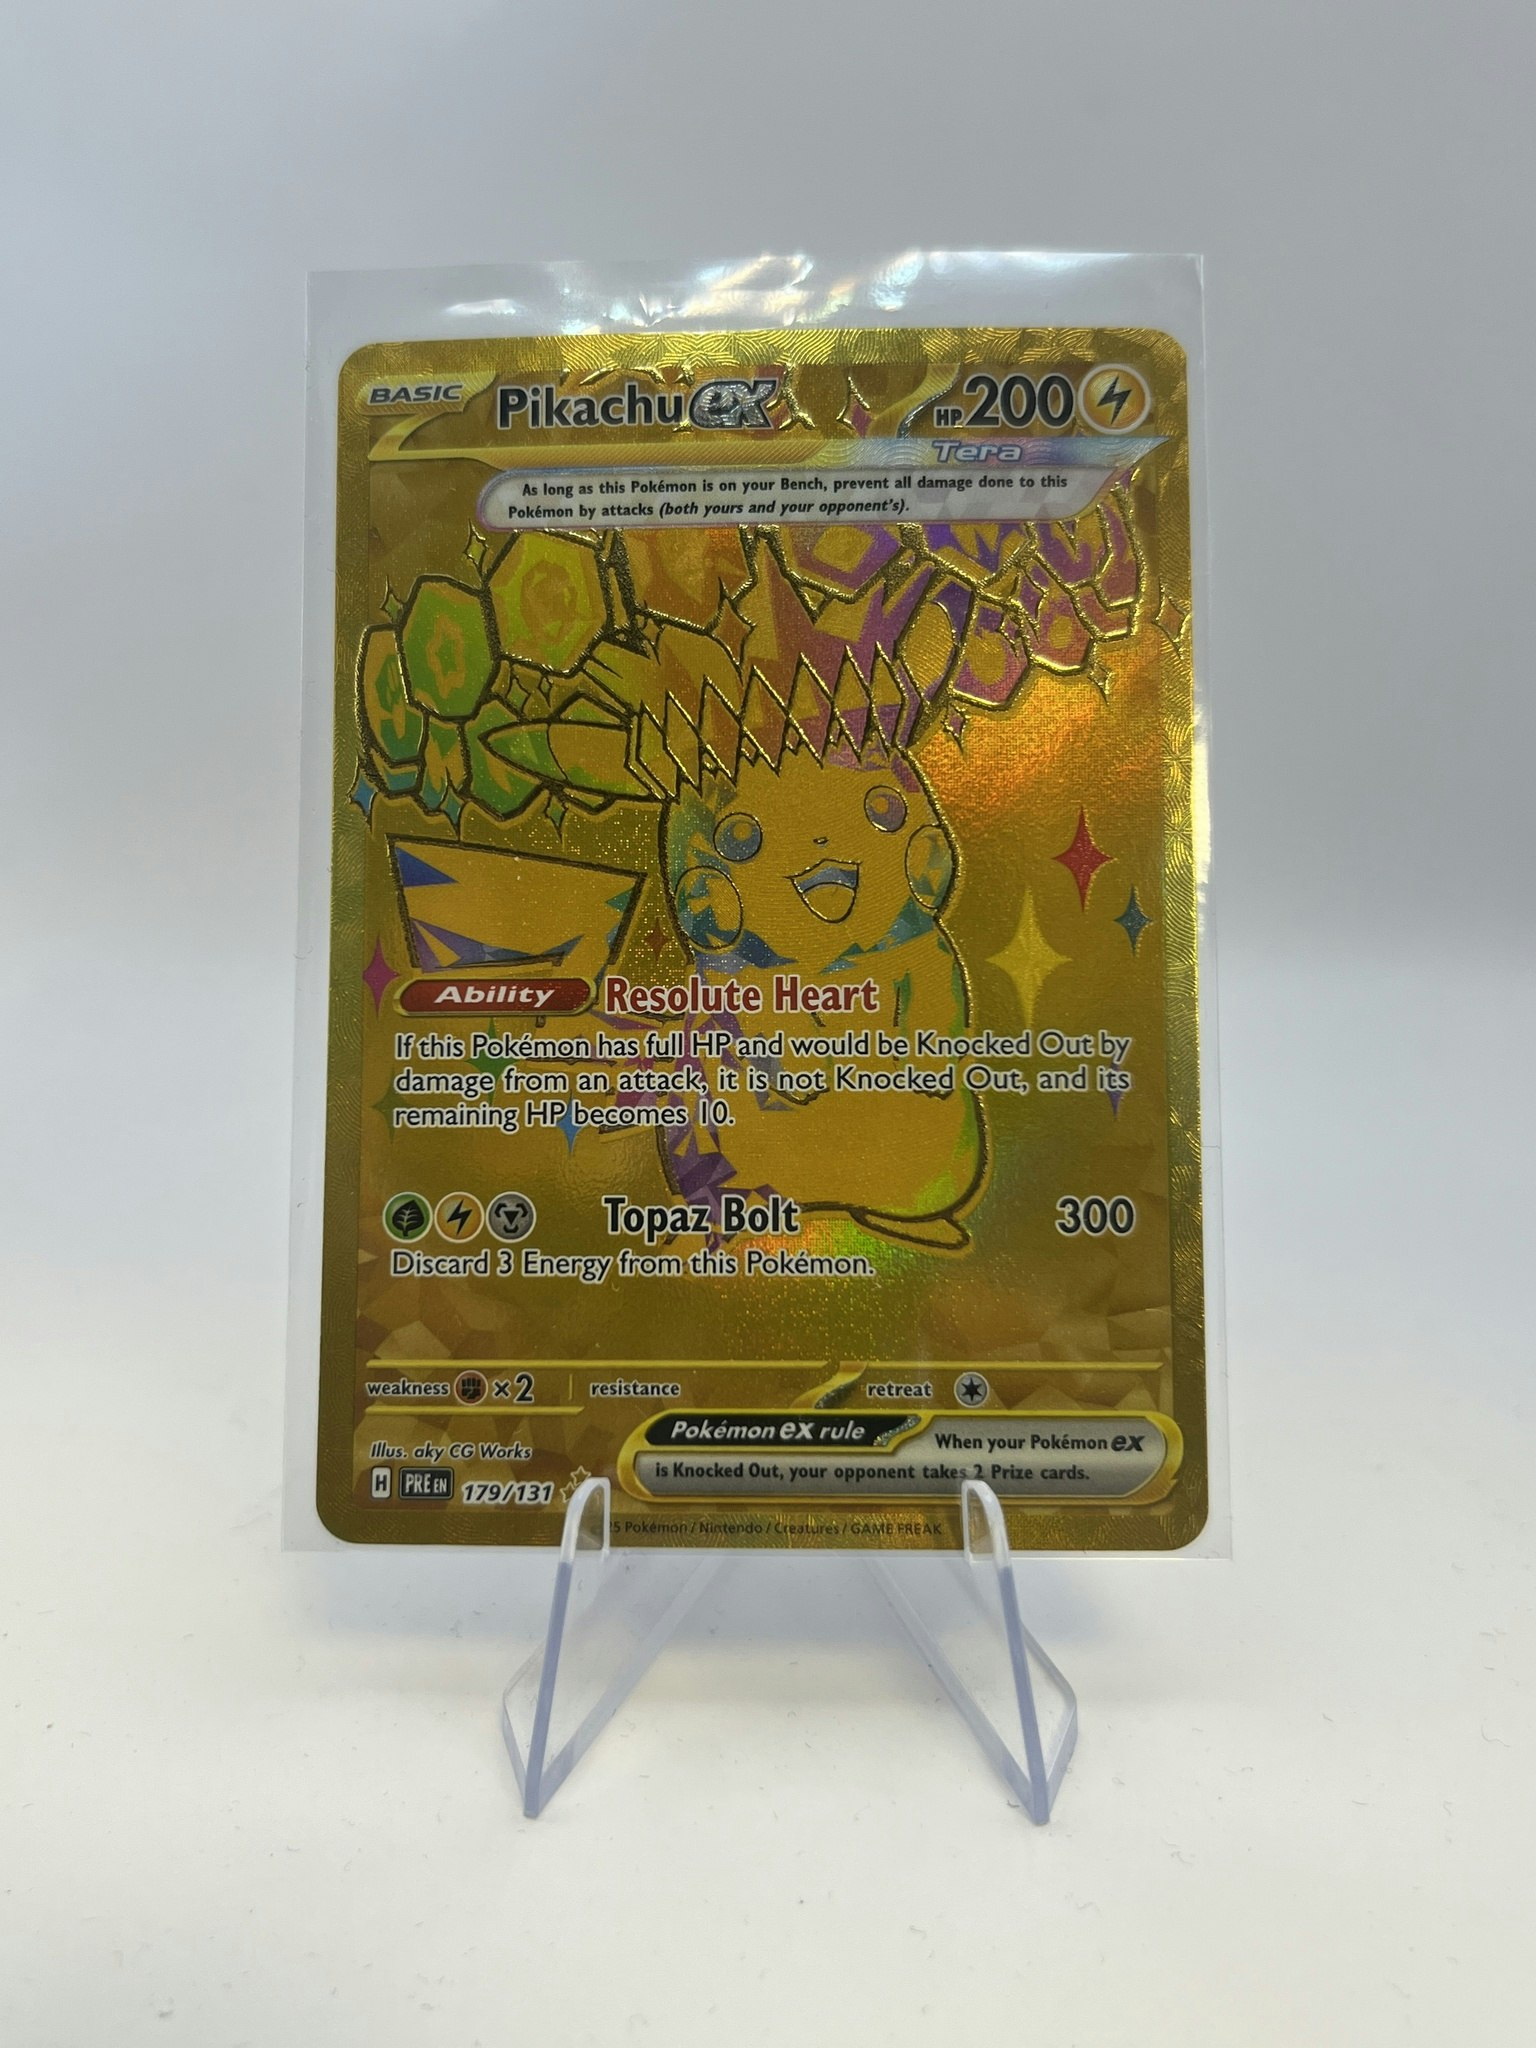 BASIC Pikachu ex HP 200
Tera
As long as this Pokémon is on your Bench, prevent all damage done to this
Pokémon by attacks (both yours and your opponent's).
Ability Resolute Heart
If this Pokémon has full HP and would be Knocked Out by
damage from an attack, it is not Knocked Out, and its
remaining HP becomes 10.
Topaz Bolt 300
Discard 3 Energy from this Pokémon.
weakness ×2 resistance retreat
Pokémon ex rule When your Pokémon ex
is Knocked Out, your opponent takes 2 Prize cards.
Illus. aky CG Works
H PRE EN 179/131
25 Pokémon / Nintendo / Creatures / GAME FREAK